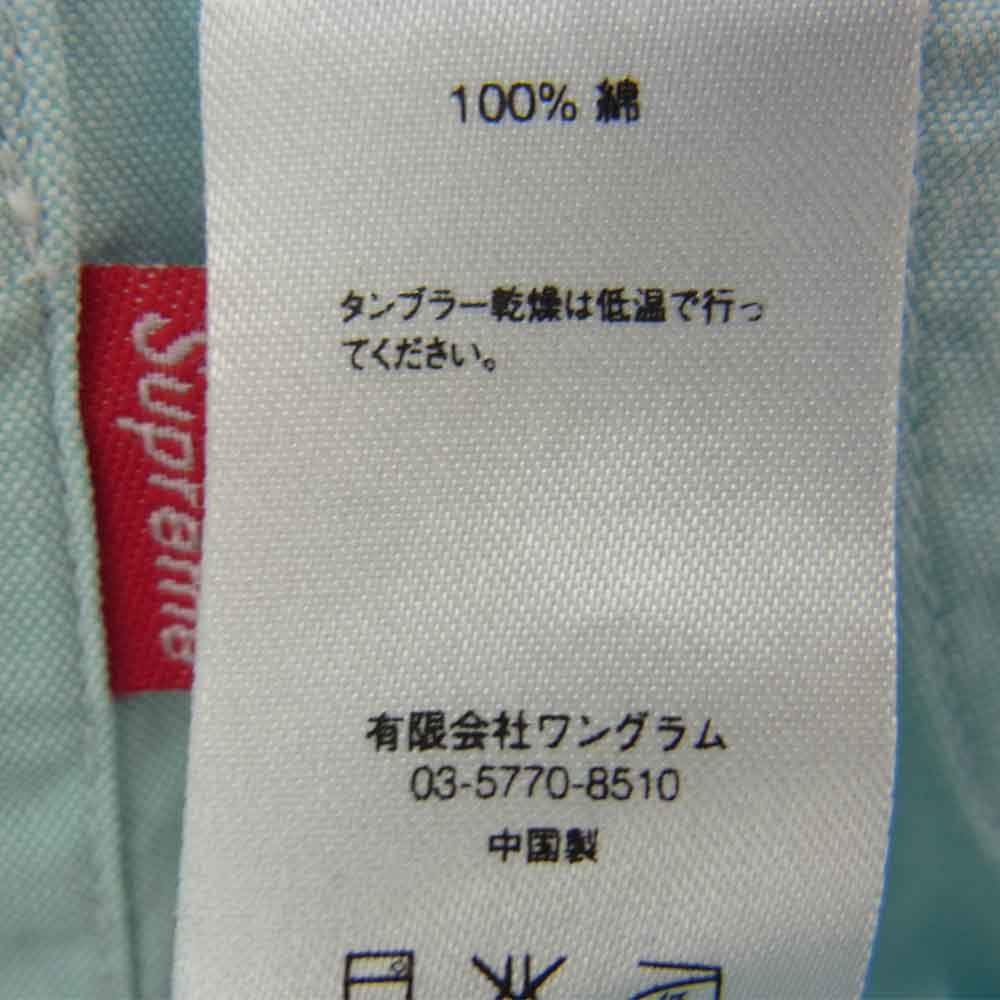 100% 綿
タンブラー乾燥は低温で行っ
てください。
Supreme
有限会社ワングラム
03-5770-8510
中国製